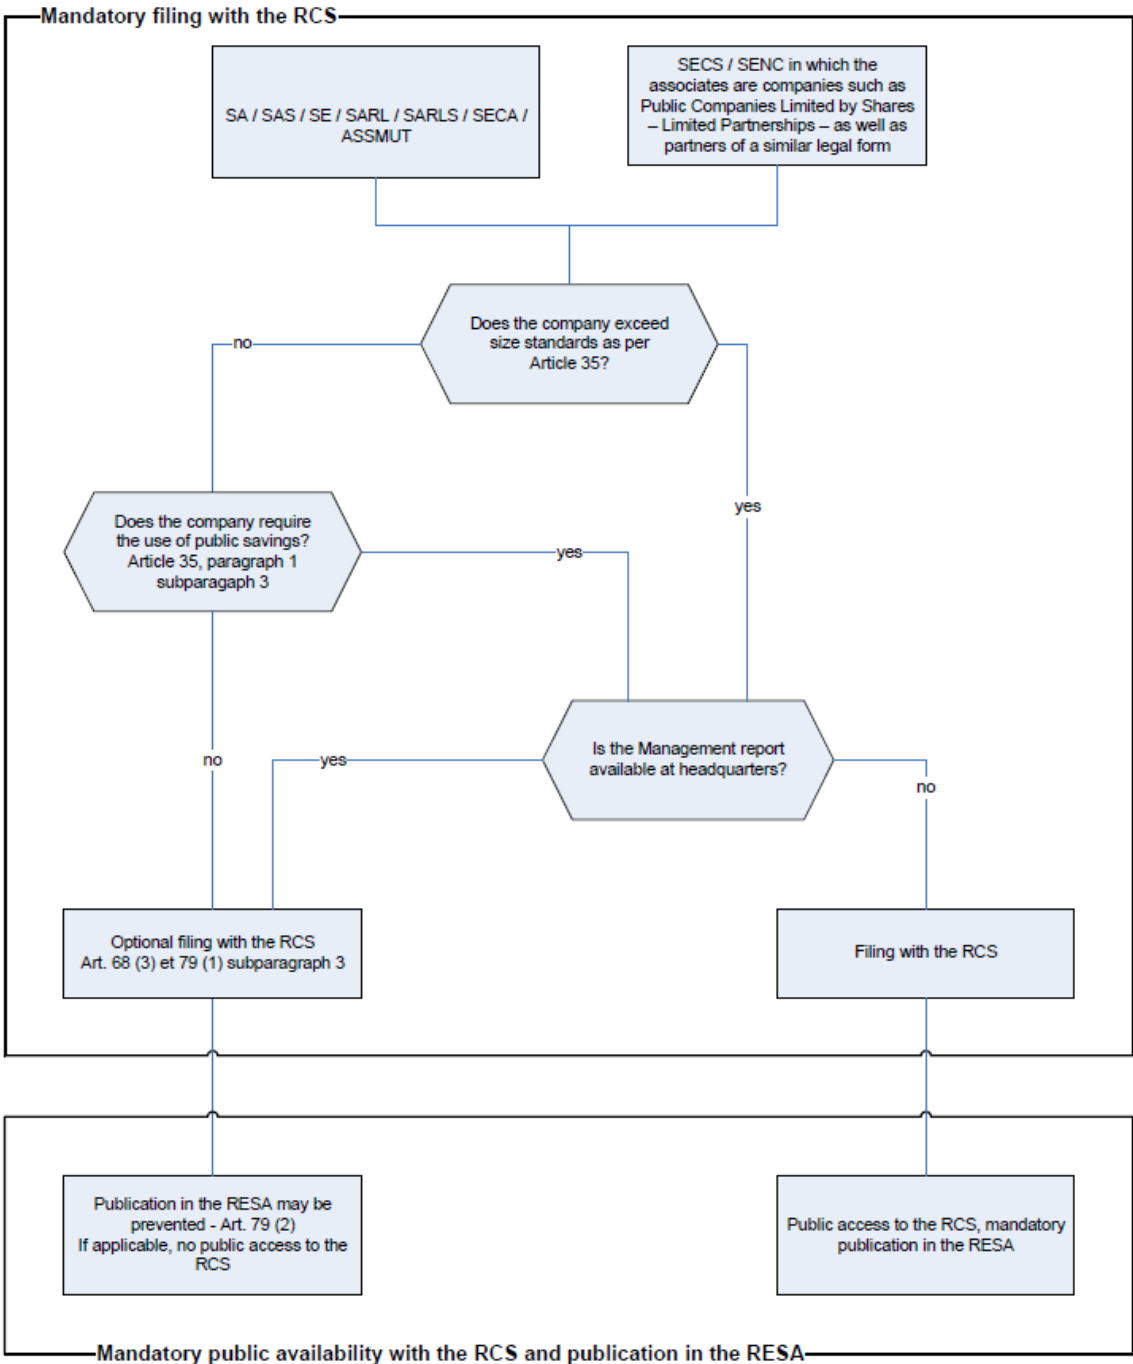 Mandatory filing with the RCS
SA / SAS / SE / SARL / SARLS / SECA /
ASSMUT
SECS / SENC in which the
associates are companies such as
Public Companies Limited by Shares
– Limited Partnerships – as well as
partners of a similar legal form
Does the company exceed
size standards as per
Article 35?
no
yes
Does the company require
the use of public savings?
Article 35, paragraph 1
subparagaph 3
yes
Is the Management report
available at headquarters?
no
yes
no
Optional filing with the RCS
Art. 68 (3) et 79 (1) subparagraph 3
Filing with the RCS
Publication in the RESA may be
prevented - Art. 79 (2)
If applicable, no public access to the
RCS
Public access to the RCS, mandatory
publication in the RESA
Mandatory public availability with the RCS and publication in the RESA